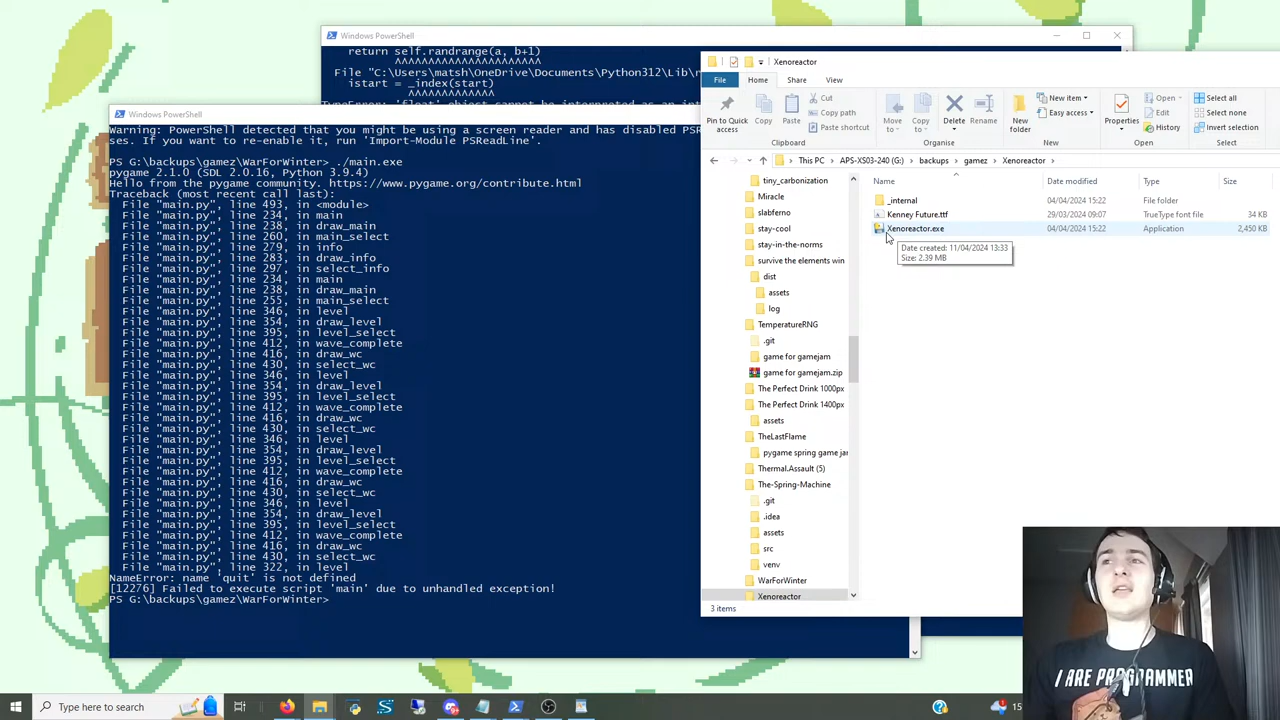 Windows PowerShell
return self.randrange(a, b+1)
^^^^^^^^^^^^^^^^^^^^^^
File "C:\Users\matsh\OneDrive\Documents\Python312\Lib\r
istart = _index(start)
^^^^^^^^^^^^^
TypeError: 'float' object cannot be interpreted as an int
Windows PowerShell
Warning: PowerShell detected that you might be using a screen reader and has disabled PSR
ses. If you want to re-enable it, run 'Import-Module PSReadLine'.
PS G:\backups\gamez\WarForWinter> ./main.exe
pygame 2.1.0 (SDL 2.0.16, Python 3.9.4)
Hello from the pygame community. https://www.pygame.org/contribute.html
Traceback (most recent call last):
File "main.py", line 493, in <module>
File "main.py", line 234, in main
File "main.py", line 238, in draw_main
File "main.py", line 260, in main_select
File "main.py", line 279, in info
File "main.py", line 283, in draw_info
File "main.py", line 297, in select_info
File "main.py", line 234, in main
File "main.py", line 238, in draw_main
File "main.py", line 255, in main_select
File "main.py", line 346, in level
File "main.py", line 354, in draw_level
File "main.py", line 395, in level_select
File "main.py", line 412, in wave_complete
File "main.py", line 416, in draw_wc
File "main.py", line 430, in select_wc
File "main.py", line 346, in level
File "main.py", line 354, in draw_level
File "main.py", line 395, in level_select
File "main.py", line 407, in wave_complete
File "main.py", line 416, in draw_wc
File "main.py", line 430, in select_wc
File "main.py", line 346, in level
File "main.py", line 354, in draw_level
File "main.py", line 395, in level_select
File "main.py", line 412, in wave_complete
File "main.py", line 416, in draw_wc
File "main.py", line 430, in select_wc
File "main.py", line 346, in level
File "main.py", line 354, in draw_level
File "main.py", line 395, in level_select
File "main.py", line 412, in wave_complete
File "main.py", line 416, in draw_wc
File "main.py", line 430, in select_wc
File "main.py", line 322, in level
NameError: name 'quit' is not defined
[12276] Failed to execute script 'main' due to unhandled exception!
PS G:\backups\gamez\WarForWinter>
Xenoreactor
File Home Share View
Pin to Quick access
Copy
Paste
Cut
Copy path
Paste shortcut
Clipboard
Move to
Copy to
Delete
Rename
Organize
New folder
New item
Easy access
New
Properties
Open
Edit
History
Open
Select all
Select none
Invert selection
Select
This PC APS-XS03-240 (G:) backups gamez Xenoreactor
Name Date modified Type Size
_internal 04/04/2024 15:22 File folder
Kenney Future.ttf 29/03/2024 09:07 TrueType font file 34 KB
Xenoreactor.exe 04/04/2024 15:22 Application 2,450 KB
Date created: 11/04/2024 13:33
Size: 2.39 MB
tiny_carbonization
Miracle
slabferno
stay-cool
stay-in-the-norms
survive the elements win
dist
assets
log
TemperatureRNG
.git
game for gamejam
game for gamejam.zip
The Perfect Drink 1000px
The Perfect Drink 1400px
assets
TheLastFlame
pygame spring game jar
Thermal.Assault (5)
The-Spring-Machine
.git
.idea
assets
src
venv
WarForWinter
Xenoreactor
3 items
I ARE PROGRAMMER
Type here to search
15